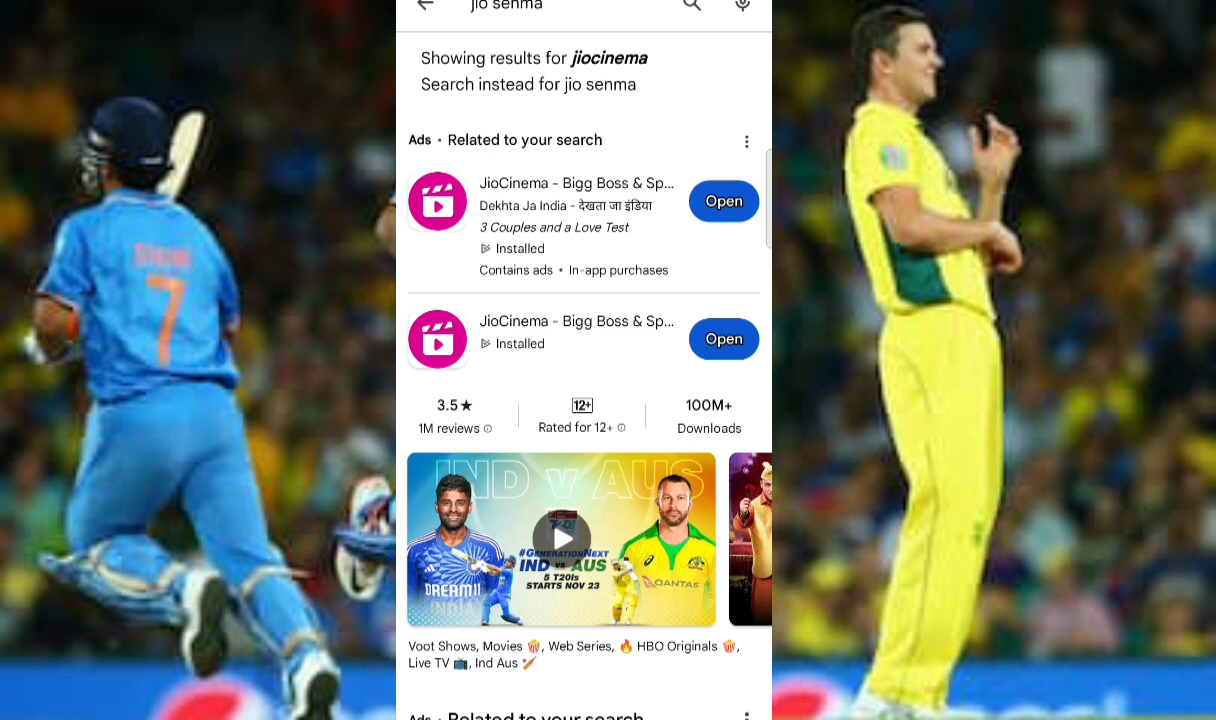 jio senma
Showing results for jiocinema
Search instead for jio senma
Ads • Related to your search
JioCinema - Bigg Boss & Sp...
Dekhta Ja India - देखता जा इंडिया
3 Couples and a Love Test
Installed
Contains ads • In-app purchases
Open
JioCinema - Bigg Boss & Sp...
Installed
Open
3.5★
1M reviews
12+
Rated for 12+
100M+
Downloads
IND v AUS
#GENERATIONNEXT
IND VS AUS
5 T20Is
STARTS NOV 23
DREAM11
INDIA
QANTAS
Voot Shows, Movies 🍿, Web Series, 🔥 HBO Originals 🍿,
Live TV 📺, Ind Aus 🏏
Ads • Related to your search
7